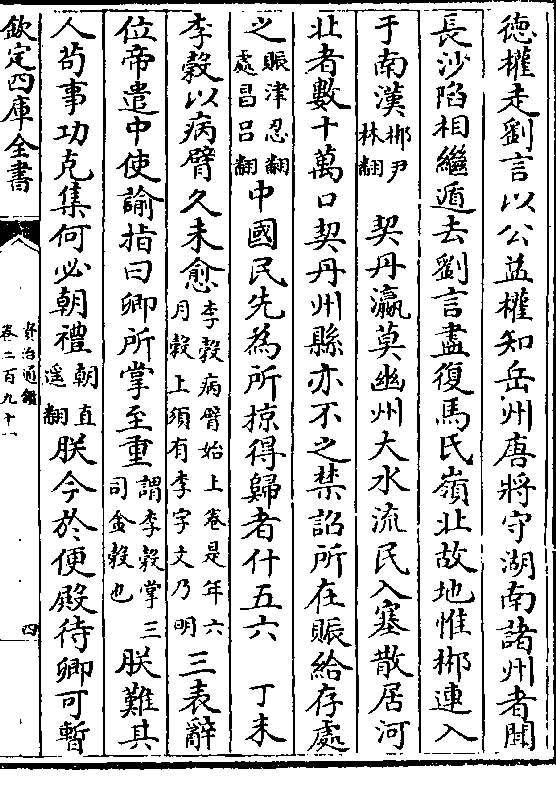 德權走劉言以公益權知岳州唐將守湖南諸州者聞
長沙陷相繼遁去劉言盡復馬氏嶺北故地惟郴連入
于南漢郴丑林翻 契丹瀛莫幽州大水流民入塞散居河
北者數十萬口契丹州縣亦不之禁詔所在賑給存處
之賑津忍翻處昌呂翻中國民先為所掠得歸者什五六 丁未
李穀以病臂久未愈李穀病臂始上卷是年六月穀上須有李字文乃明三表辭
位帝遣中使諭指曰卿所掌至重謂李穀掌三司金穀也朕難其
人苟事功克集何必朝禮朝直遥翻朕今於便殿待卿可暫
欽定四庫全書
資治通鑑
卷二百九十一
四